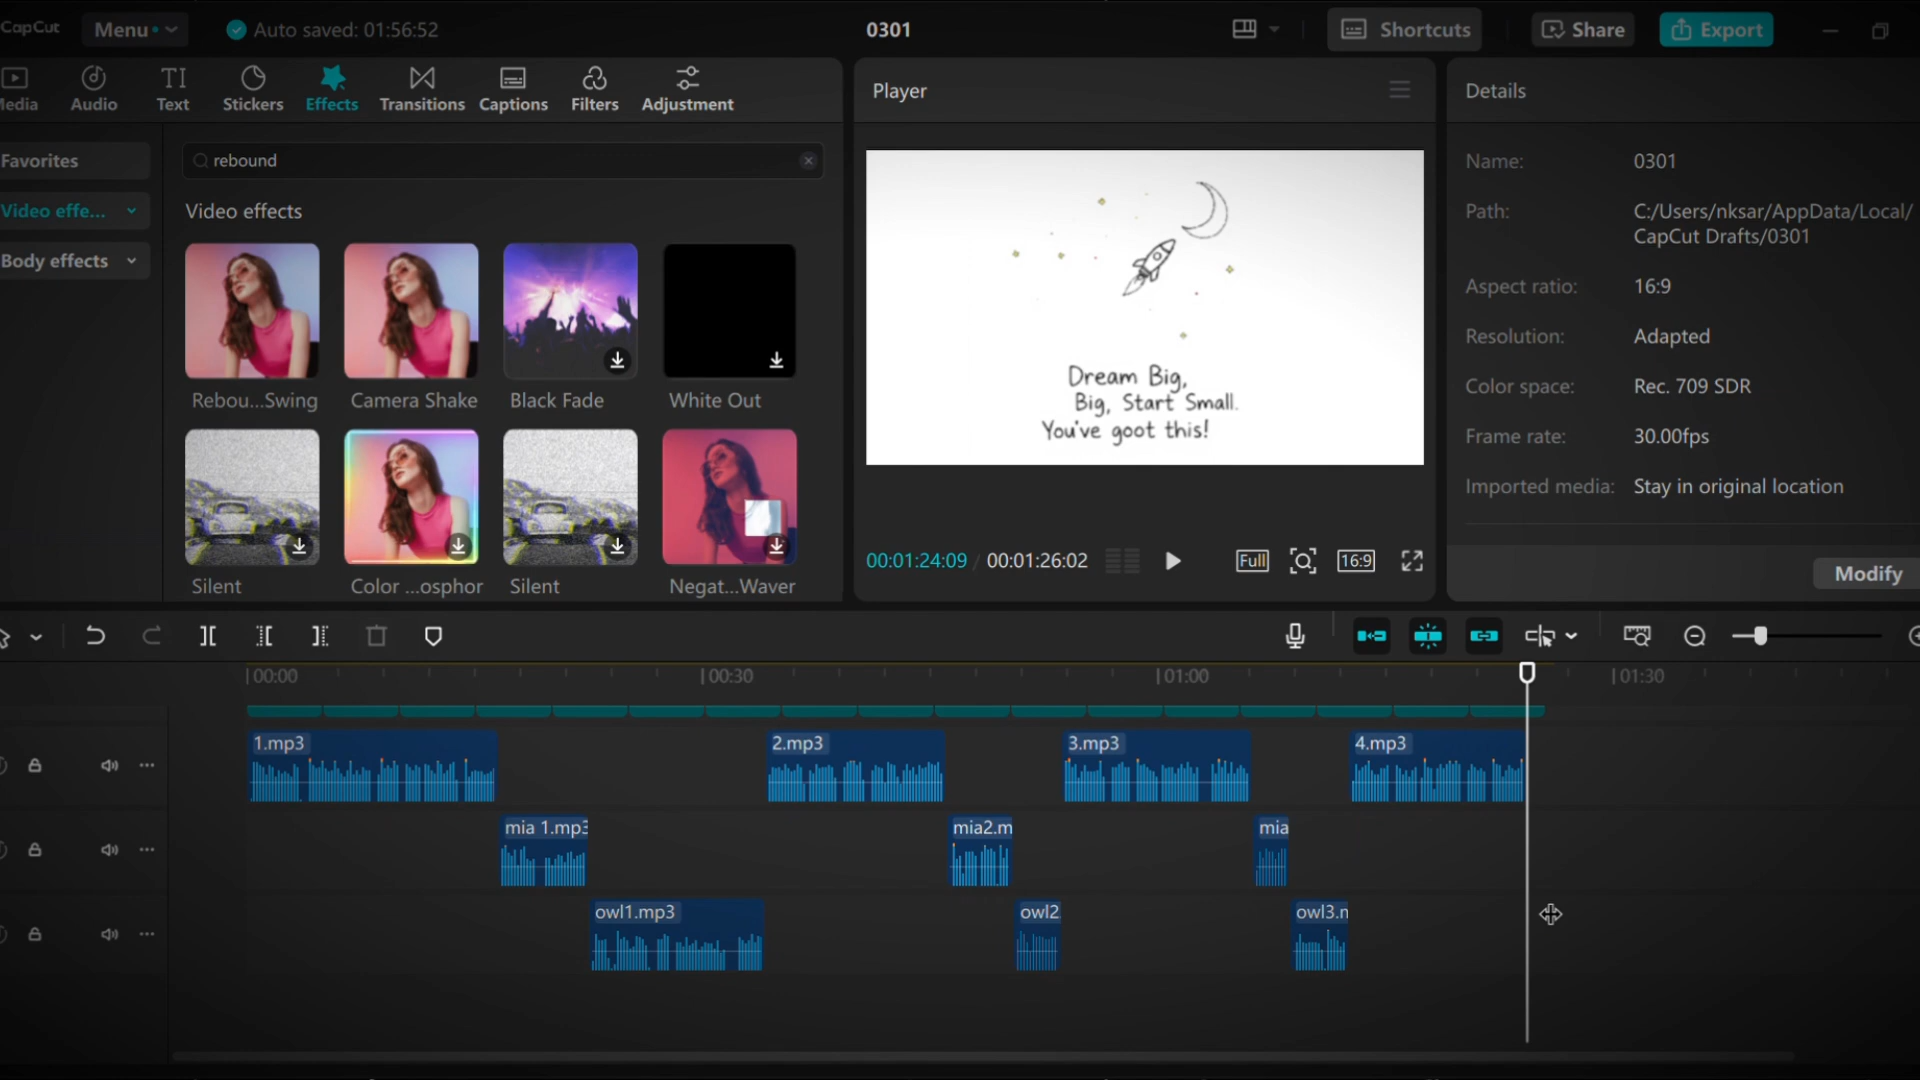 CapCut
Menu
Auto saved: 01:56:52
0301
Shortcuts
Share
Export
Media
Audio
Text
Stickers
Effects
Transitions
Captions
Filters
Adjustment
Player
Details
Favorites
Video effe...
Body effects
rebound
Video effects
Rebou...Swing
Camera Shake
Black Fade
White Out
Silent
Color ...osphor
Silent
Negat...Waver
Dream Big,
Big, Start Small.
You've goot this!
00:01:24:09 / 00:01:26:02
Full
16:9
Name: 0301
Path: C:/Users/nksar/AppData/Local/
CapCut Drafts/0301
Aspect ratio: 16:9
Resolution: Adapted
Color space: Rec. 709 SDR
Frame rate: 30.00fps
Imported media: Stay in original location
Modify
00:00
00:30
01:00
01:30
1.mp3
2.mp3
3.mp3
4.mp3
mia 1.mp3
mia2.m
mia
owl1.mp3
owl2
owl3.m